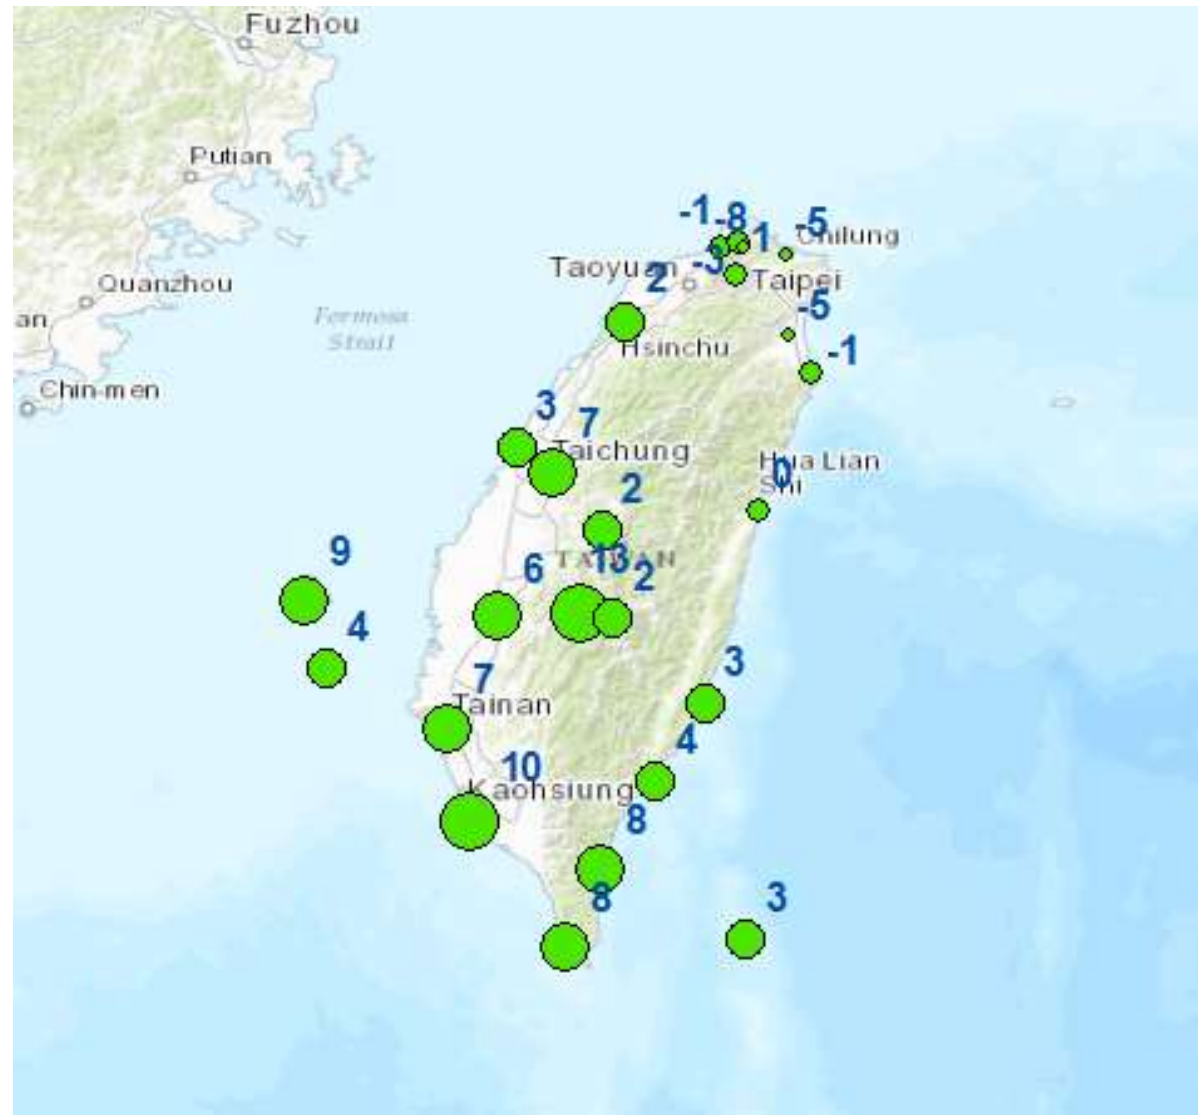 Fuzhou
Putian
Quanzhou
an
Chin-men
Formosa
Strait
-1
-8
1
-5
Chilung
-3
Taoyuan
Taipei
2
-5
Hsinchu
-1
3
7
Taichung
Hua Lian
Shi
0
2
TAIWAN
13
2
6
9
4
7
Tainan
3
4
10
Kaohsiung
8
8
3